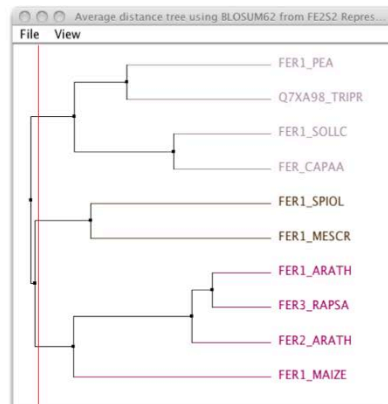 Average distance tree using BLOSUM62 from FE2S2 Repres...
File View
FER1_PEA
Q7XA98_TRIPR
FER1_SOLLC
FER_CAPAA
FER1_SPIOL
FER1_MESCR
FER1_ARATH
FER3_RAPSA
FER2_ARATH
FER1_MAIZE